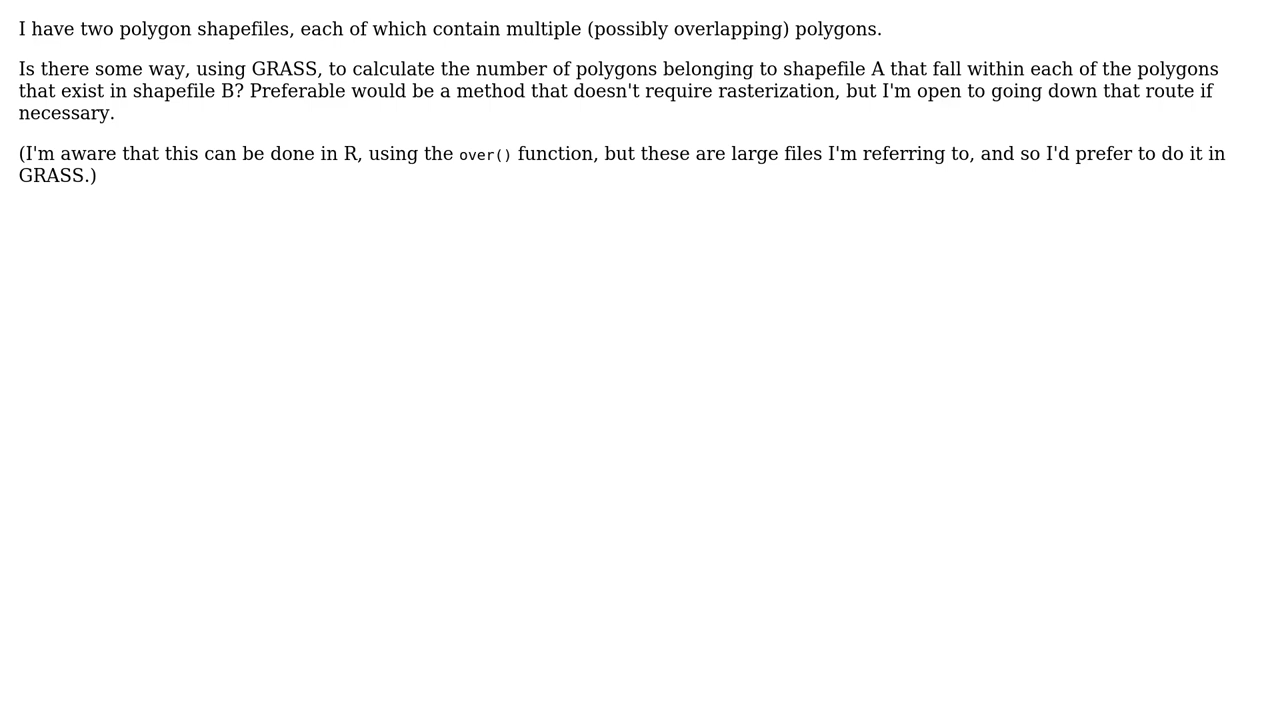 I have two polygon shapefiles, each of which contain multiple (possibly overlapping) polygons.
Is there some way, using GRASS, to calculate the number of polygons belonging to shapefile A that fall within each of the polygons
that exist in shapefile B? Preferable would be a method that doesn't require rasterization, but I'm open to going down that route if
necessary.
(I'm aware that this can be done in R, using the over() function, but these are large files I'm referring to, and so I'd prefer to do it in
GRASS.)